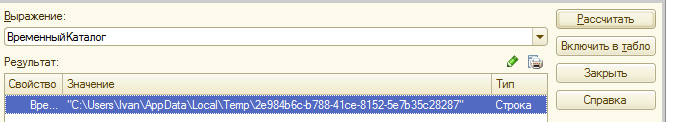 Выражение:
Рассчитать
ВременныйКаталог
Включить в табло
Результат:
Закрыть
Свойство Значение Тип
Вре... "C:\Users\Ivan\AppData\Local\Temp\2e984b6c-b788-41ce-8152-5e7b35c28287" Строка
Справка